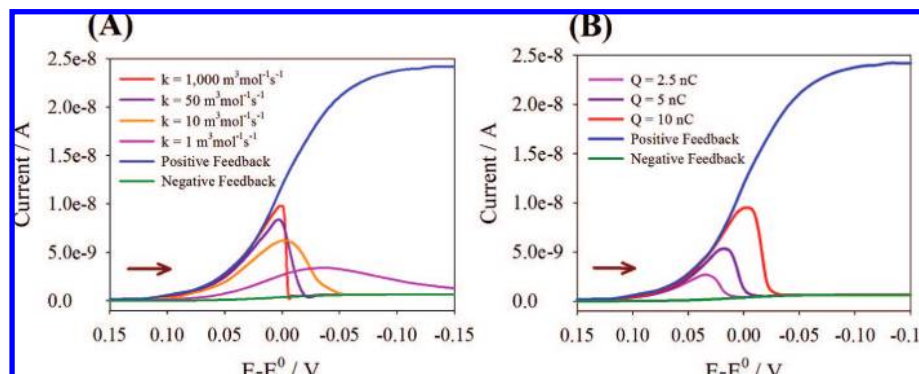 (A)
2.5e-8
2.0e-8
1.5e-8
1.0e-8
5.0e-9
0.0
Current / A
k = 1,000 m³mol⁻¹s⁻¹
k = 50 m³mol⁻¹s⁻¹
k = 10 m³mol⁻¹s⁻¹
k = 1 m³mol⁻¹s⁻¹
Positive Feedback
Negative Feedback
0.15 0.10 0.05 0.00 -0.05 -0.10 -0.15
E-E⁰ / V
(B)
2.5e-8
2.0e-8
1.5e-8
1.0e-8
5.0e-9
0.0
Current / A
Q = 2.5 nC
Q = 5 nC
Q = 10 nC
Positive Feedback
Negative Feedback
0.15 0.10 0.05 0.00 -0.05 -0.10 -0.15
E-E⁰ / V